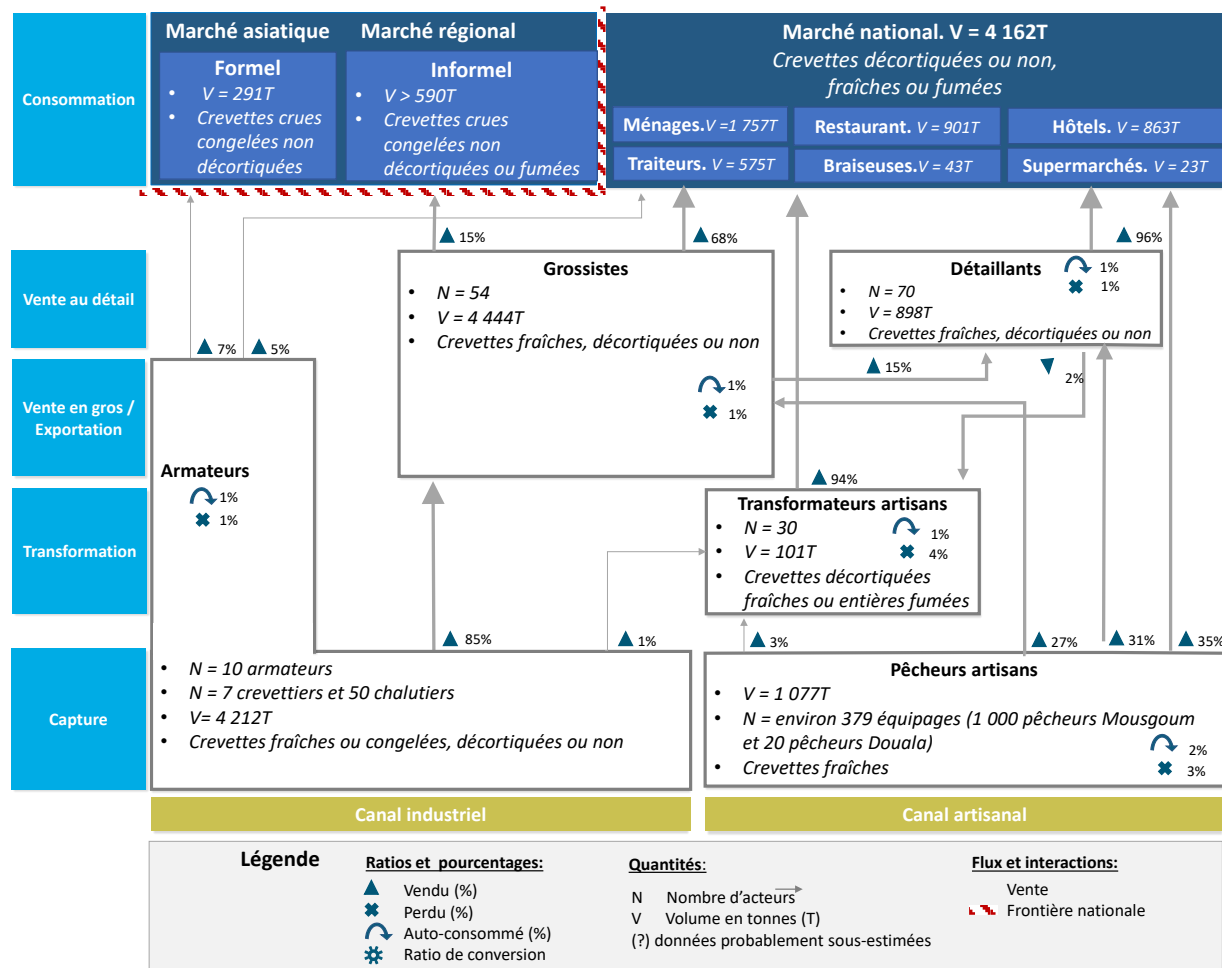 Consommation
Marché asiatique
Formel
• V = 291T
• Crevettes crues
congelées non
décortiquées
Marché régional
Informel
• V > 590T
• Crevettes crues
congelées non
décortiquées ou fumées
Marché national. V = 4 162T
Crevettes décortiquées ou non,
fraîches ou fumées
Ménages.V =1 757T
Restaurant. V = 901T
Hôtels. V = 863T
Traiteurs. V = 575T
Braiseuses.V = 43T
Supermarchés. V = 23T
15%
68%
96%
Vente au détail
Grossistes
• N = 54
• V = 4 444T
• Crevettes fraîches, décortiquées ou non
1%
1%
Détaillants
1%
1%
• N = 70
• V = 898T
• Crevettes fraîches, décortiquées ou non
7%
5%
15%
2%
Vente en gros /
Exportation
Armateurs
1%
1%
94%
Transformation
Transformateurs artisans
• N = 30
• V = 101T
• Crevettes décortiquées
fraîches ou entières fumées
1%
4%
85%
1%
3%
27%
31%
35%
Capture
• N = 10 armateurs
• N = 7 crevettiers et 50 chalutiers
• V= 4 212T
• Crevettes fraîches ou congelées, décortiquées ou non
Pêcheurs artisans
• V = 1 077T
• N = environ 379 équipages (1 000 pêcheurs Mousgoum
et 20 pêcheurs Douala)
• Crevettes fraîches
2%
3%
Canal industriel
Canal artisanal
Légende
Ratios et pourcentages:
Vendu (%)
Perdu (%)
Auto-consommé (%)
Ratio de conversion
Quantités:
N Nombre d'acteurs
V Volume en tonnes (T)
(?) données probablement sous-estimées
Flux et interactions:
Vente
Frontière nationale